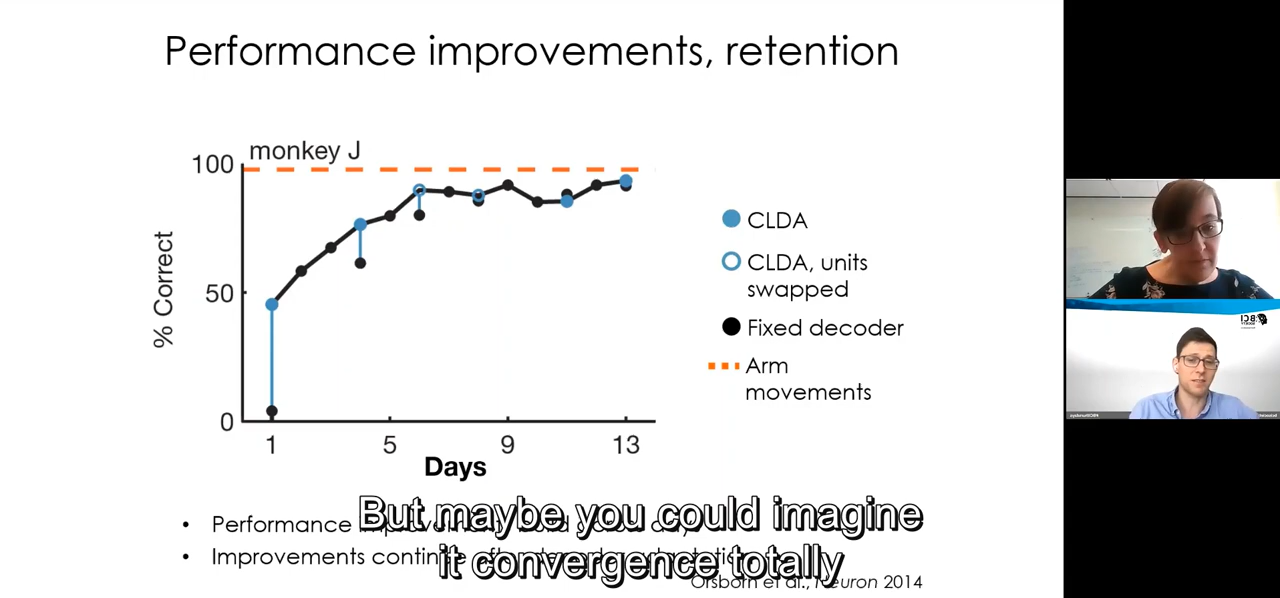 Performance improvements, retention
monkey J
100
50
0
% Correct
1 5 9 13
Days
CLDA
CLDA, units
swapped
Fixed decoder
Arm
movements
• Performance
• Improvements
But maybe you could imagine
it convergence totally
Orsborn et al., Neuron 2014